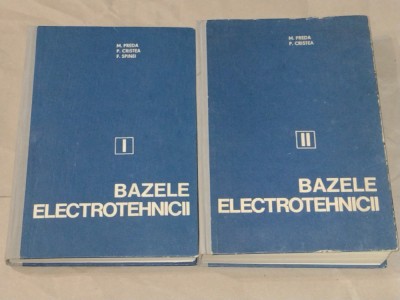 M. PREDA
P. CRISTEA
F. SPINEI
I
BAZELE
ELECTROTEHNICII
M. PREDA
P. CRISTEA
II
BAZELE
ELECTROTEHNICII